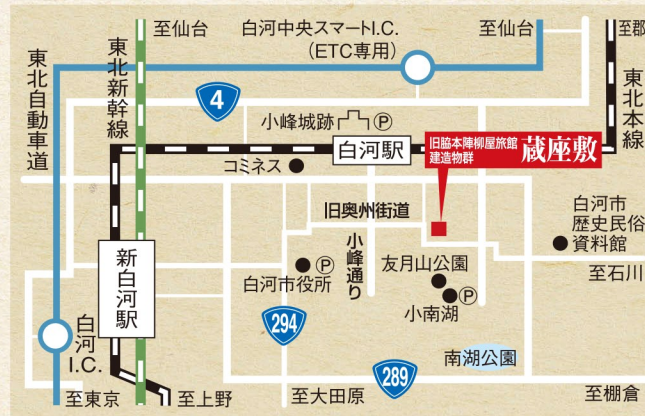 至仙台
白河中央スマートI.C.
(ETC専用)
至仙台
至郡
東北自動車道
東北新幹線
4
東北本線
小峰城跡
P
白河駅
旧脇本陣柳屋旅館
建造物群
蔵座敷
コミネス
旧奥州街道
白河市
歴史民俗
資料館
小峰通り
新白河駅
P
白河市役所
友月山公園
P
小南湖
至石川
294
白河I.C.
289
南湖公園
至東京
至上野
至大田原
至棚倉